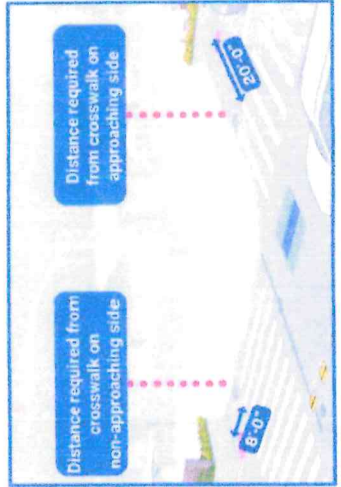 Distance required from
crosswalk on
non-approaching side
Distance required
from crosswalk on
approaching side
8'-0"
20'-0"